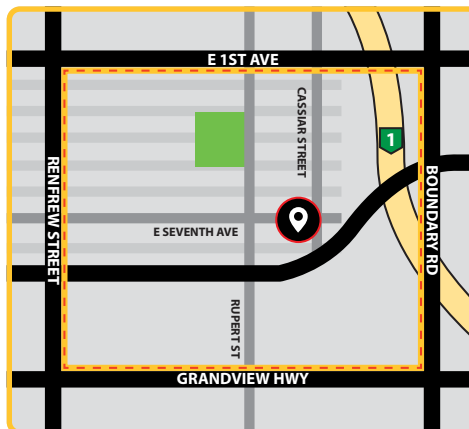 E 1ST AVE
CASSIAR STREET
1
RENFREW STREET
BOUNDARY RD
E SEVENTH AVE
RUPERT ST
GRANDVIEW HWY